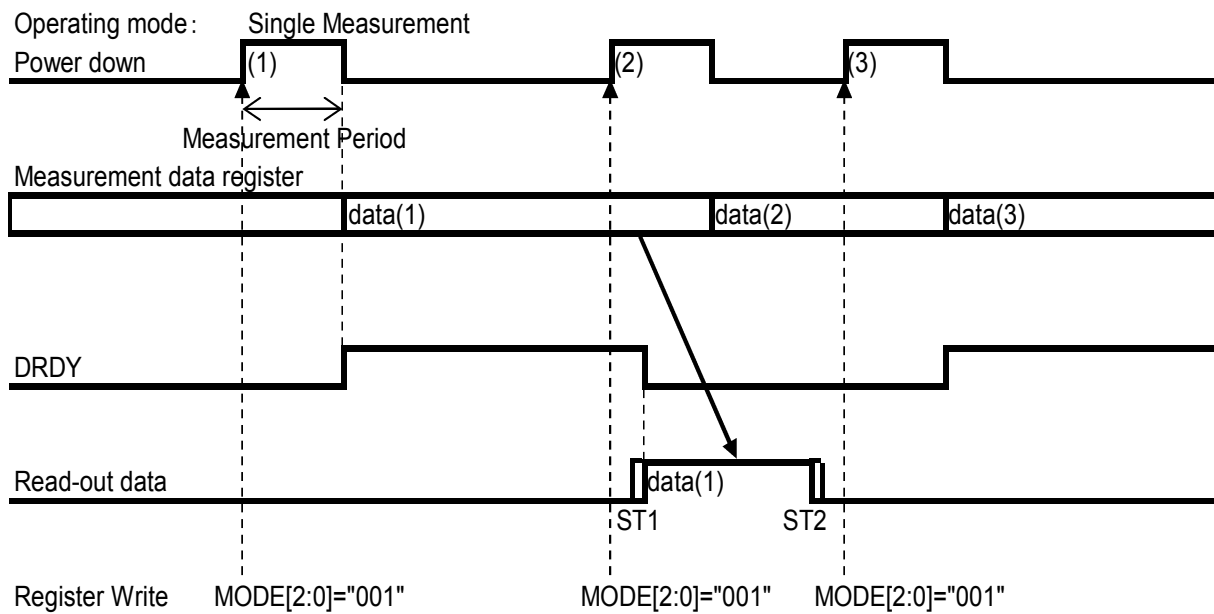 Operating mode: Single Measurement
Power down (1) (2) (3)
Measurement Period
Measurement data register
data(1) data(2) data(3)
DRDY
Read-out data data(1)
ST1 ST2
Register Write MODE[2:0]="001" MODE[2:0]="001" MODE[2:0]="001"